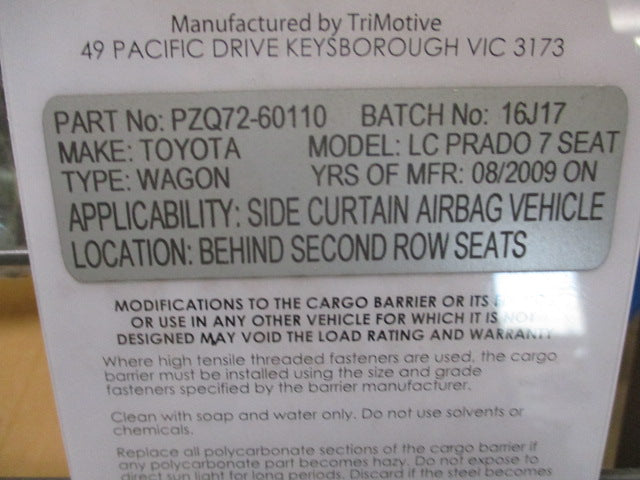 Manufactured by TriMotive
49 PACIFIC DRIVE KEYSBOROUGH VIC 3173
PART No: PZQ72-60110 BATCH No: 16J17
MAKE: TOYOTA MODEL: LC PRADO 7 SEAT
TYPE: WAGON YRS OF MFR: 08/2009 ON
APPLICABILITY: SIDE CURTAIN AIRBAG VEHICLE
LOCATION: BEHIND SECOND ROW SEATS
MODIFICATIONS TO THE CARGO BARRIER OR ITS
OR USE IN ANY OTHER VEHICLE FOR WHICH IT IS NOT
DESIGNED MAY VOID THE LOAD RATING AND WARRANTY
Where high tensile threaded fasteners are used, the cargo
barrier must be installed using the size and grade
fasteners specified by the barrier manufacturer.
Clean with soap and water only. Do not use solvents or
chemicals.
Replace all polycarbonate sections of the cargo barrier if
any polycarbonate part becomes hazy. Do not expose to
direct sun light for long periods. Discard if the steel becomes